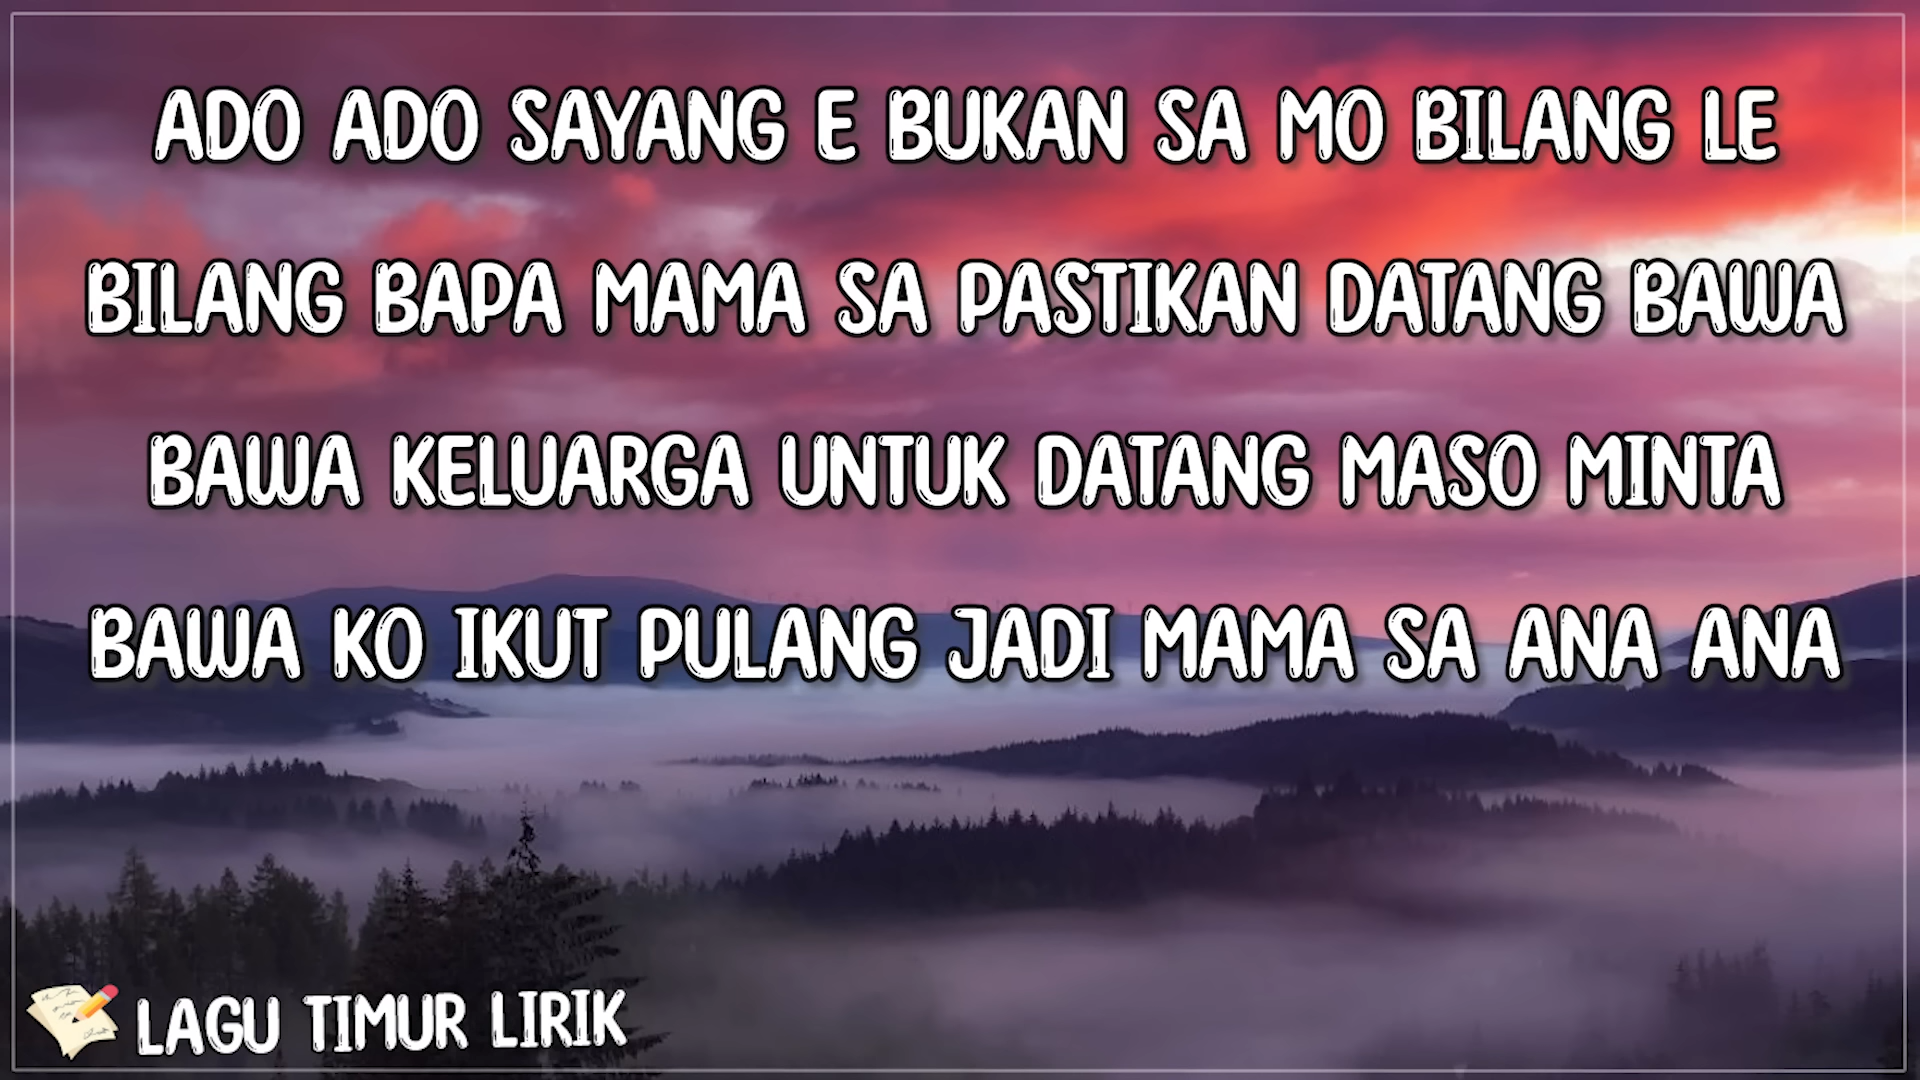 ADO ADO SAYANG E BUKAN SA MO BILANG LE
BILANG BAPA MAMA SA PASTIKAN DATANG BAWA
BAWA KELUARGA UNTUK DATANG MASO MINTA
BAWA KO IKUT PULANG JADI MAMA SA ANA ANA
LAGU TIMUR LIRIK